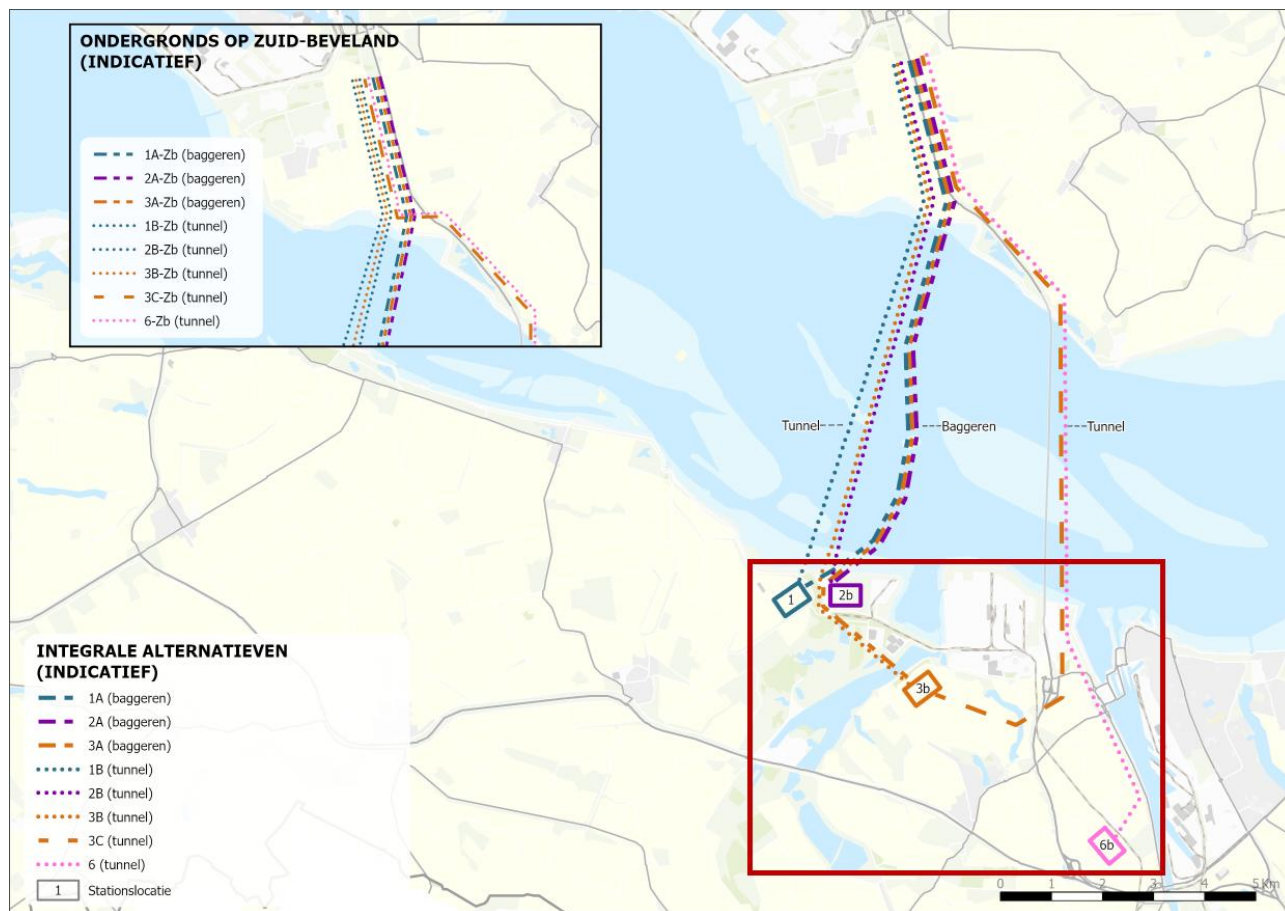 ONDERGRONDS OP ZUID-BEVELAND
(INDICATIEF)
1A-Zb (baggeren)
2A-Zb (baggeren)
3A-Zb (baggeren)
1B-Zb (tunnel)
2B-Zb (tunnel)
3B-Zb (tunnel)
3C-Zb (tunnel)
6-Zb (tunnel)
Tunnel
Baggeren
Tunnel
1
2b
3b
6b
INTEGRALE ALTERNATIEVEN
(INDICATIEF)
1A (baggeren)
2A (baggeren)
3A (baggeren)
1B (tunnel)
2B (tunnel)
3B (tunnel)
3C (tunnel)
6 (tunnel)
1 Stationslocatie
0 1 2 3 4 5 Km